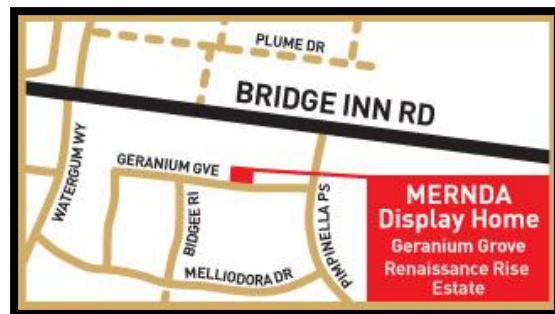 PLUME DR
BRIDGE INN RD
WATERGUM WY
GERANIUM GVE
BIDGEE RI
MELLIODORA DR
PIMPINELLA PS
MERNDA
Display Home
Geranium Grove
Renaissance Rise
Estate